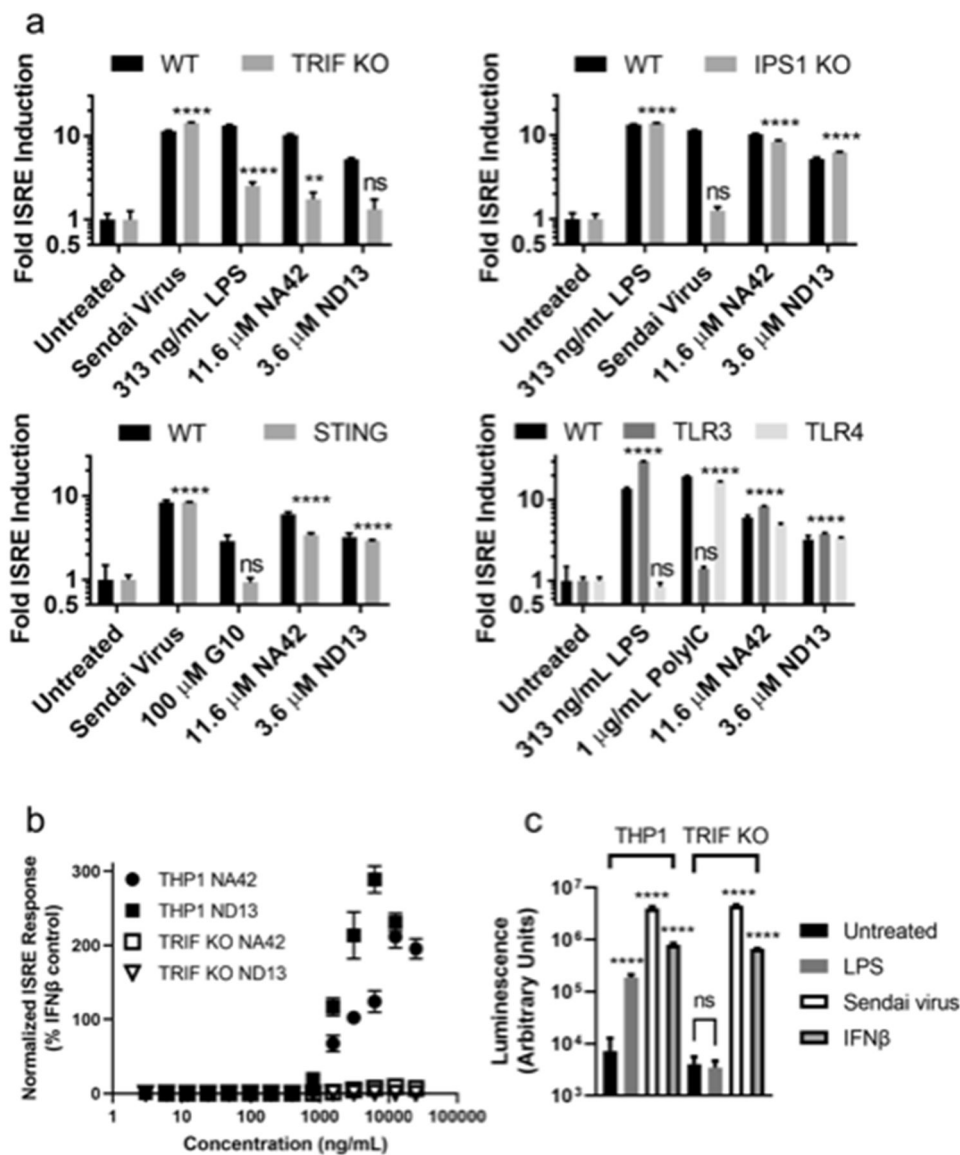 a
WT TRIF KO
Fold ISRE Induction
10
1
0.5
****
****
**
ns
Untreated
Sendai Virus
313 ng/mL LPS
11.6 μM NA42
3.6 μM ND13
WT IPS1 KO
Fold ISRE Induction
10
1
0.5
****
ns
****
****
Untreated
313 ng/mL LPS
Sendai Virus
11.6 μM NA42
3.6 μM ND13
WT STING
Fold ISRE Induction
10
1
0.5
****
ns
****
****
Untreated
Sendai Virus
100 μM G10
11.6 μM NA42
3.6 μM ND13
WT TLR3 TLR4
Fold ISRE Induction
10
1
0.5
****
ns
ns
****
****
****
Untreated
313 ng/mL LPS
1 μg/mL PolyIC
11.6 μM NA42
3.6 μM ND13
b
Normalized ISRE Response
(% IFNβ control)
300
200
100
0
THP1 NA42
THP1 ND13
TRIF KO NA42
TRIF KO ND13
1 10 100 1000 10000 100000
Concentration (ng/mL)
c
THP1 TRIF KO
Luminescence
(Arbitrary Units)
10⁷
10⁶
10⁵
10⁴
10³
****
****
****
ns
****
****
Untreated
LPS
Sendai virus
IFNβ